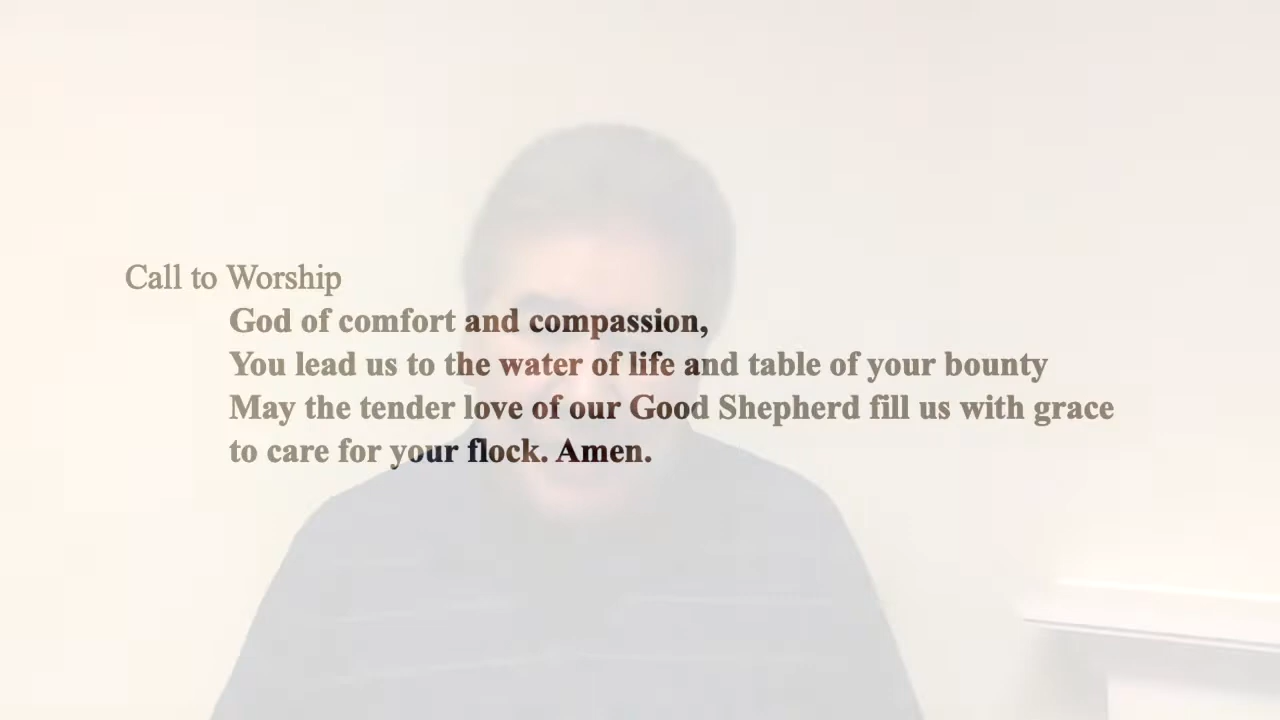 Call to Worship
God of comfort and compassion,
You lead us to the water of life and table of your bounty
May the tender love of our Good Shepherd fill us with grace
to care for your flock. Amen.